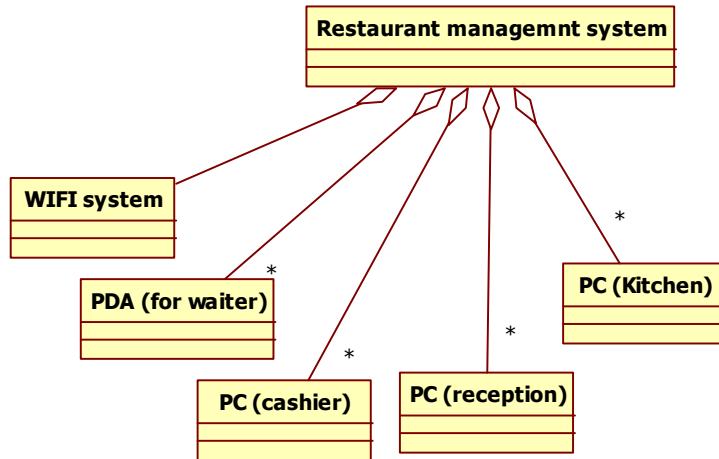 Restaurant managemnt system
WIFI system
*
PDA (for waiter)
*
PC (Kitchen)
*
PC (cashier)
*
PC (reception)